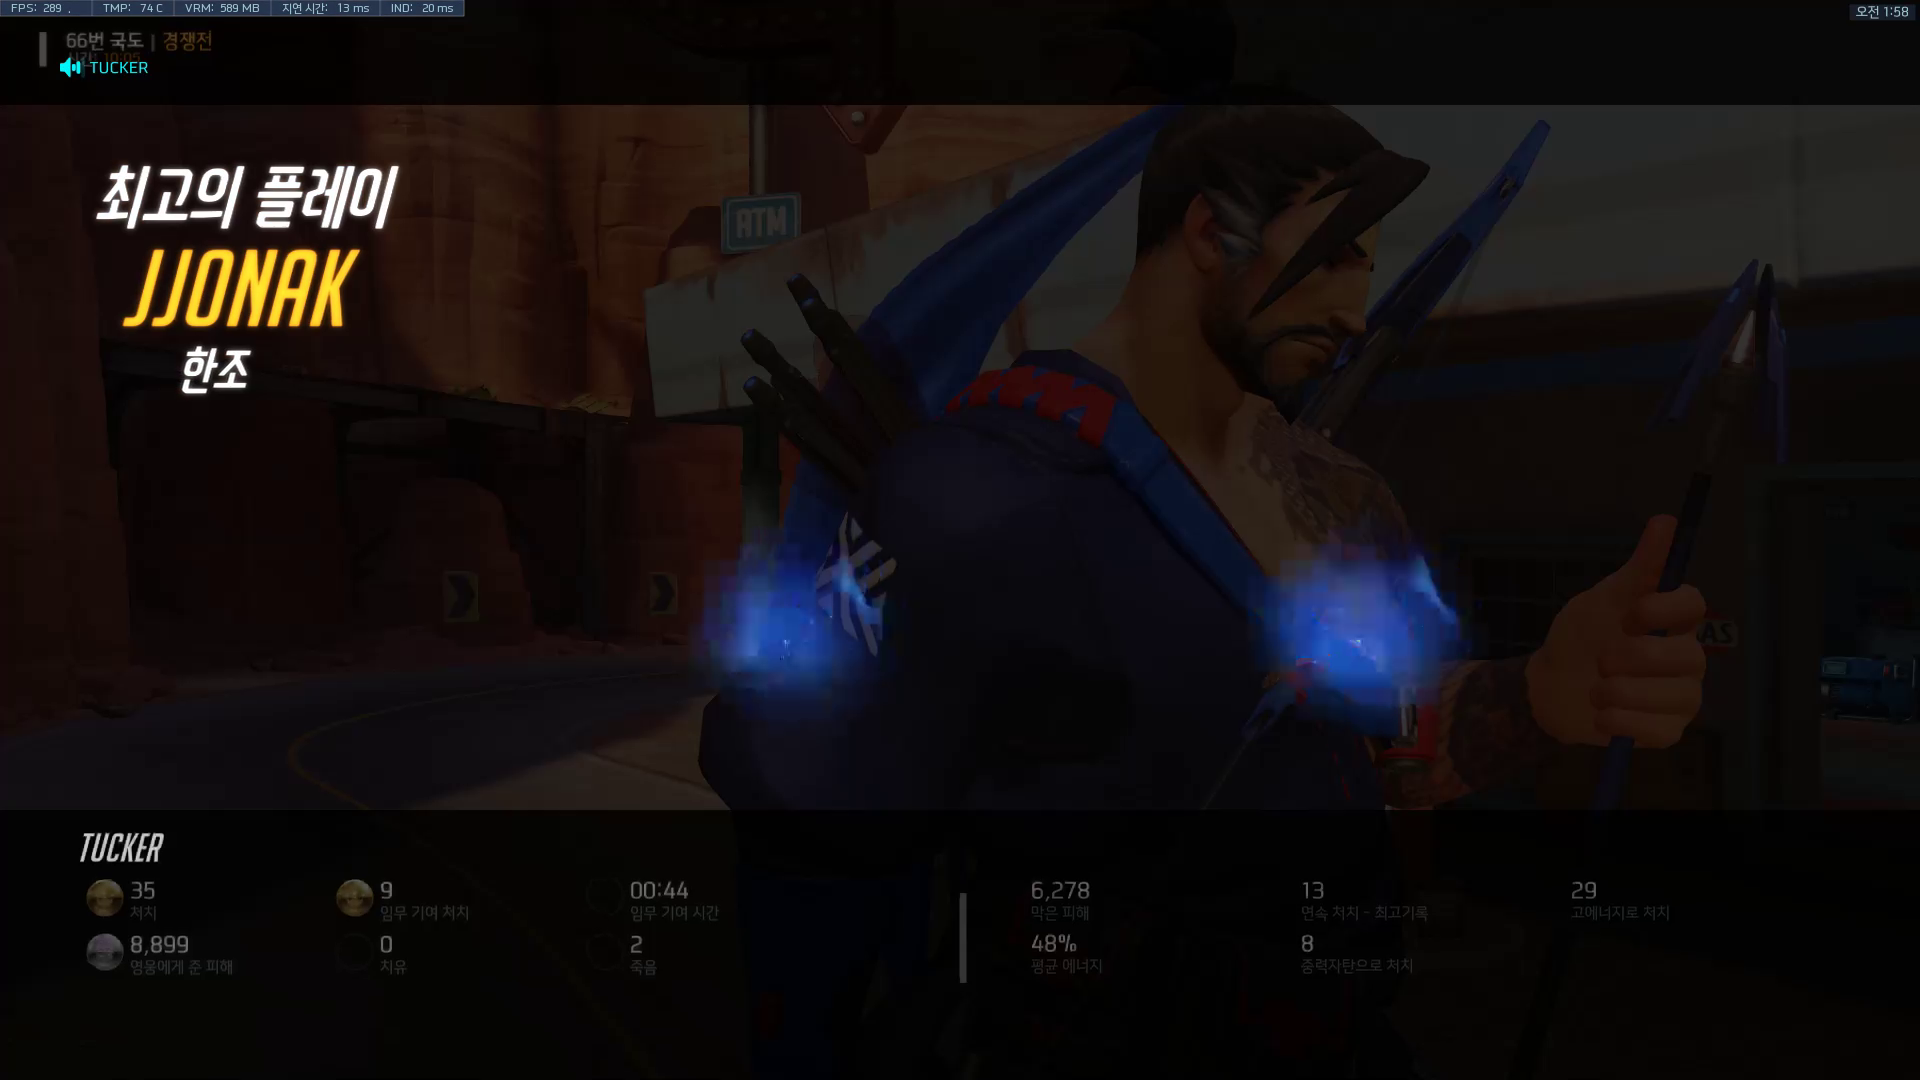 FPS: 289 . TMP: 74 C VRM: 589 MB 지연 시간: 13 ms IND: 20 ms
오전 1:58
66번 국도 | 경쟁전
시간: 10:05
TUCKER
ATM
최고의 플레이
JJONAK
한조
TUCKER
35 9 00:44 6,278 13 29
처치 임무 기여 처치 임무 기여 시간 막은 피해 연속 처치 - 최고기록 고에너지로 처치
8,899 0 2 48% 8
영웅에게 준 피해 치유 죽음 평균 에너지 중력자탄으로 처치